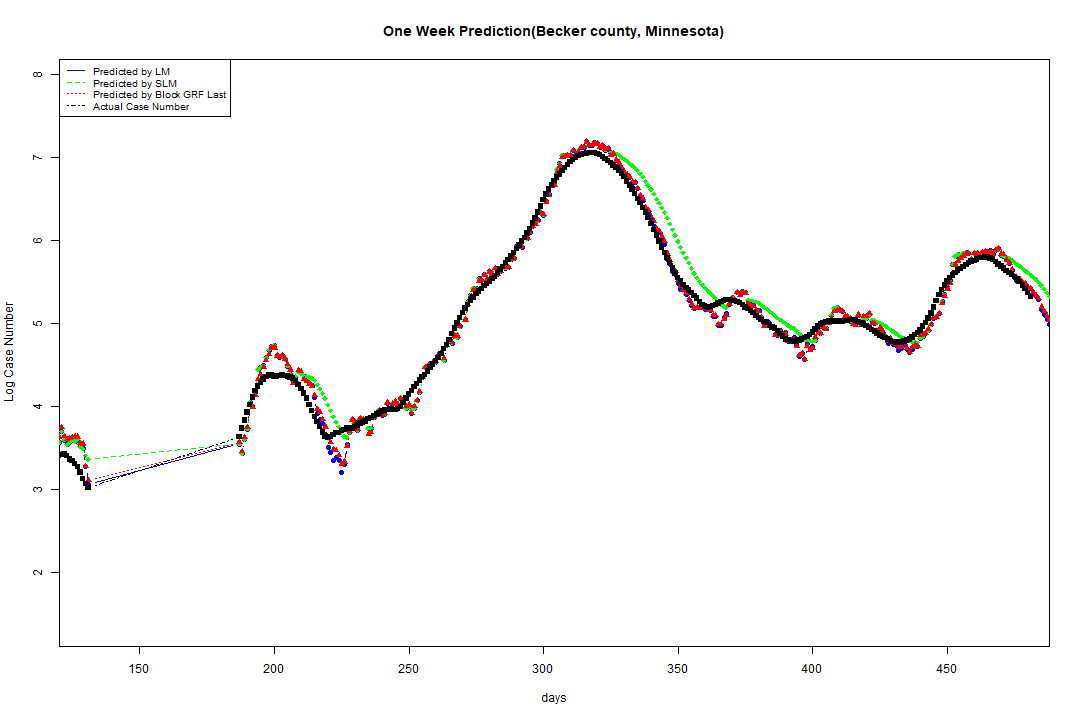 One Week Prediction(Becker county, Minnesota)
Predicted by LM
Predicted by SLM
Predicted by Block GRF Last
Actual Case Number
8
7
6
5
4
3
2
Log Case Number
150 200 250 300 350 400 450
days